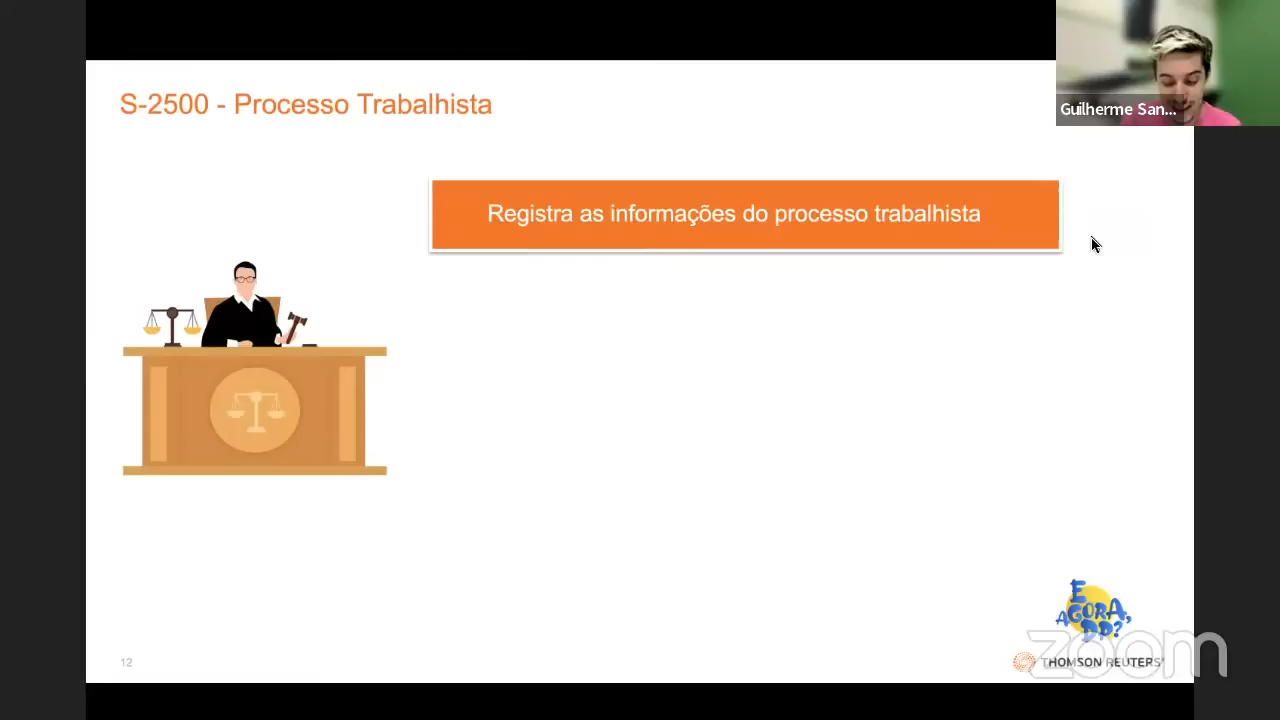 Guilherme San...
S-2500 - Processo Trabalhista
Registra as informações do processo trabalhista
E
AGORA,
DP?
zoom
12
THOMSON REUTERS